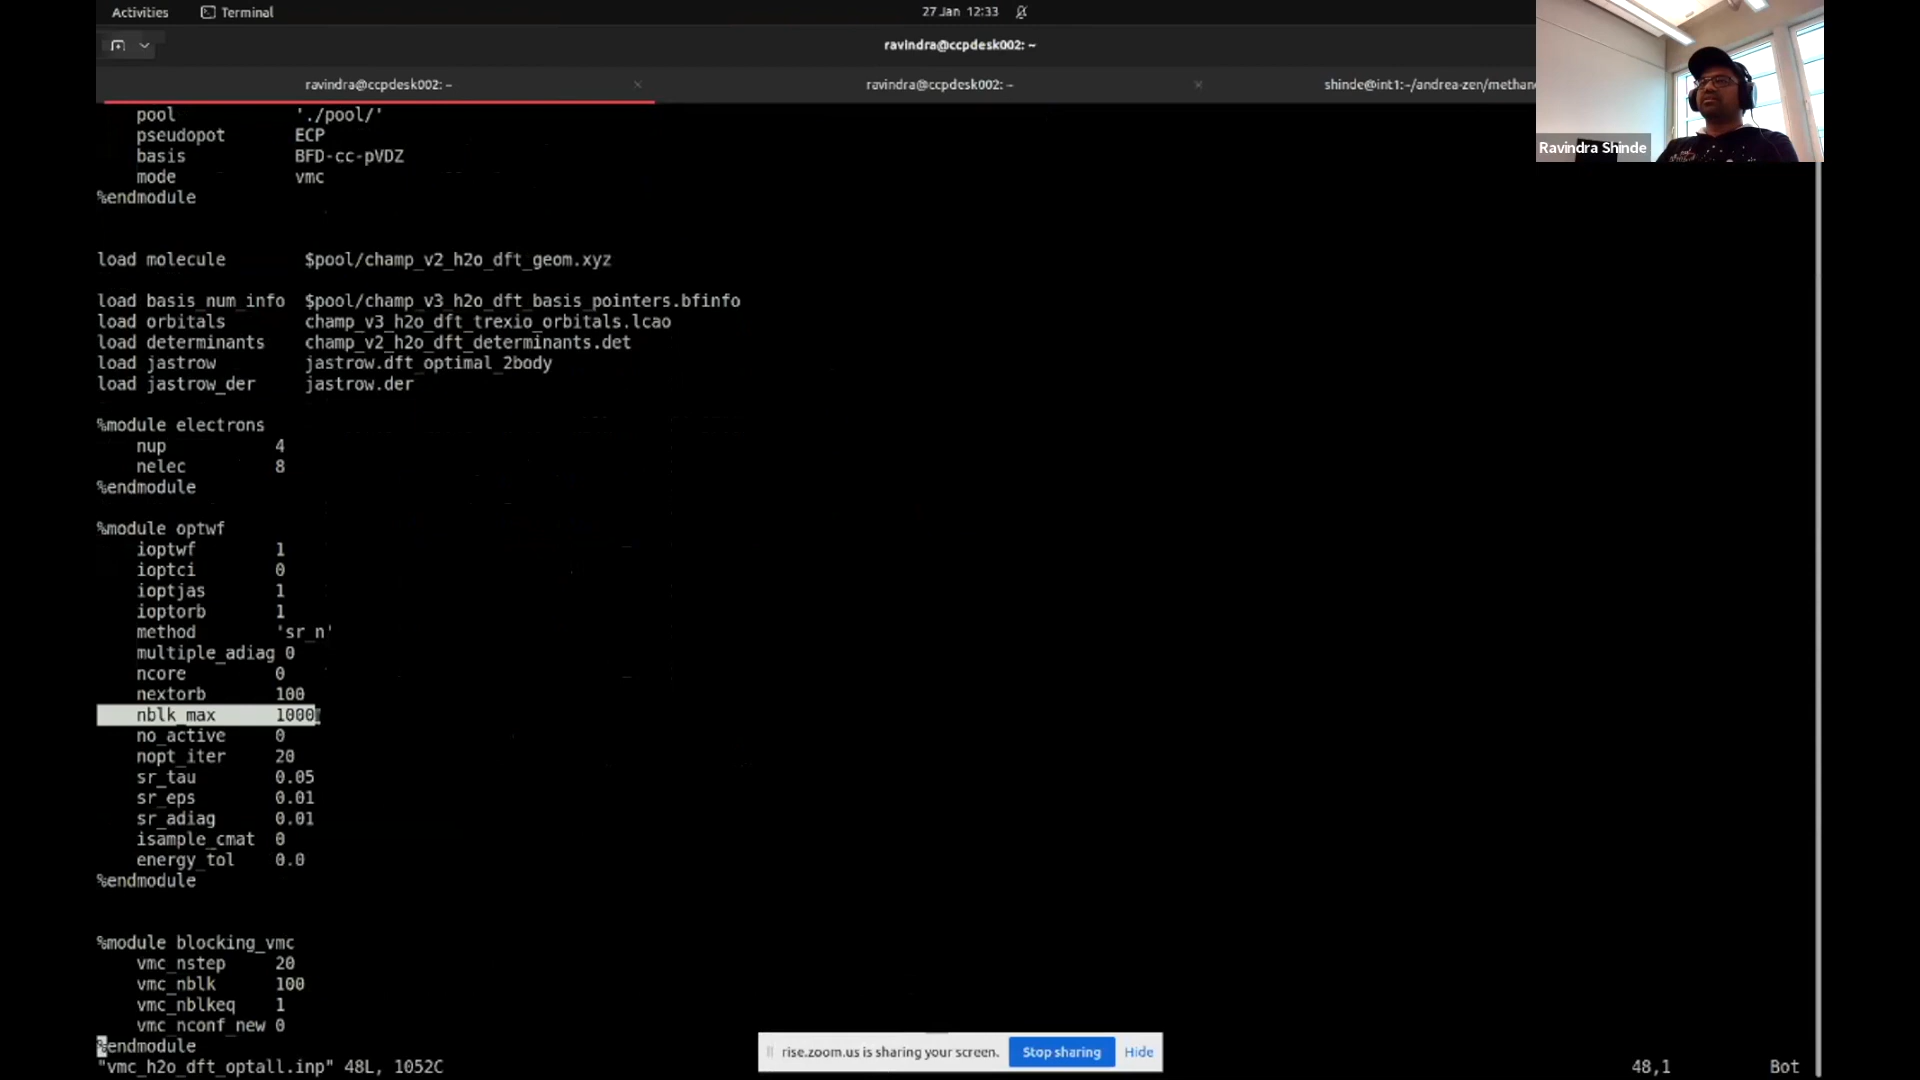 Activities Terminal 27 Jan 12:33
ravindra@ccpdesk002: ~
ravindra@ccpdesk002: ~ ravindra@ccpdesk002: ~ shinde@int1:~/andrea-zen/methan
Ravindra Shinde
pool './pool/'
pseudopot ECP
basis BFD-cc-pVDZ
mode vmc
%endmodule
load molecule $pool/champ_v2_h2o_dft_geom.xyz
load basis_num_info $pool/champ_v3_h2o_dft_basis_pointers.bfinfo
load orbitals champ_v3_h2o_dft_trexio_orbitals.lcao
load determinants champ_v2_h2o_dft_determinants.det
load jastrow jastrow.dft_optimal_2body
load jastrow_der jastrow.der
%module electrons
nup 4
nelec 8
%endmodule
%module optwf
ioptwf 1
ioptci 0
ioptjas 1
ioptorb 1
method 'sr_n'
multiple_adiag 0
ncore 0
nextorb 100
nblk_max 1000
no_active 0
nopt_iter 20
sr_tau 0.05
sr_eps 0.01
sr_adiag 0.01
isample_cmat 0
energy_tol 0.0
%endmodule
%module blocking_vmc
vmc_nstep 20
vmc_nblk 100
vmc_nblkeq 1
vmc_nconf_new 0
%endmodule
"vmc_h2o_dft_optall.inp" 48L, 1052C 48,1 Bot
rise.zoom.us is sharing your screen. Stop sharing Hide